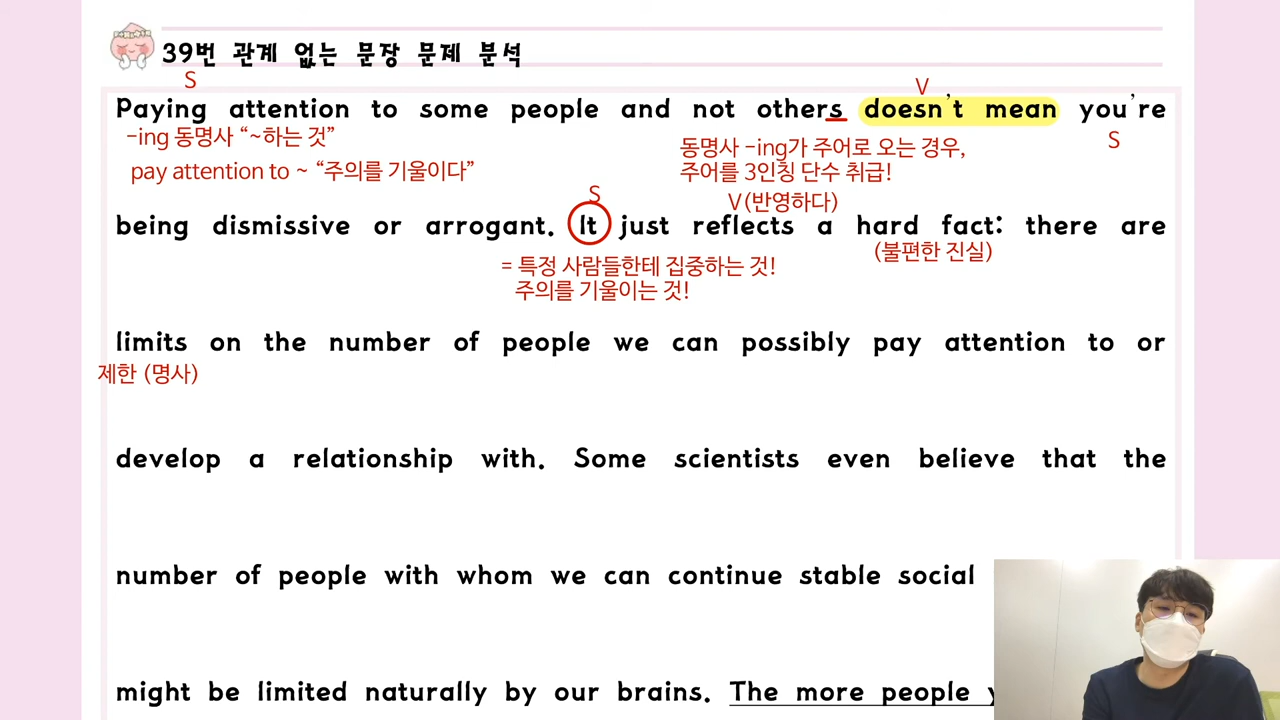 39번 관계 없는 문장 문제 분석
S
V
Paying attention to some people and not others doesn't mean you're
-ing 동명사 “~하는 것”
동명사 -ing가 주어로 오는 경우,
S
pay attention to ~ “주의를 기울이다”
주어를 3인칭 단수 취급!
S
V(반영하다)
being dismissive or arrogant. It just reflects a hard fact: there are
(불편한 진실)
= 특정 사람들한테 집중하는 것!
주의를 기울이는 것!
limits on the number of people we can possibly pay attention to or
제한 (명사)
develop a relationship with. Some scientists even believe that the
number of people with whom we can continue stable social
might be limited naturally by our brains. The more people